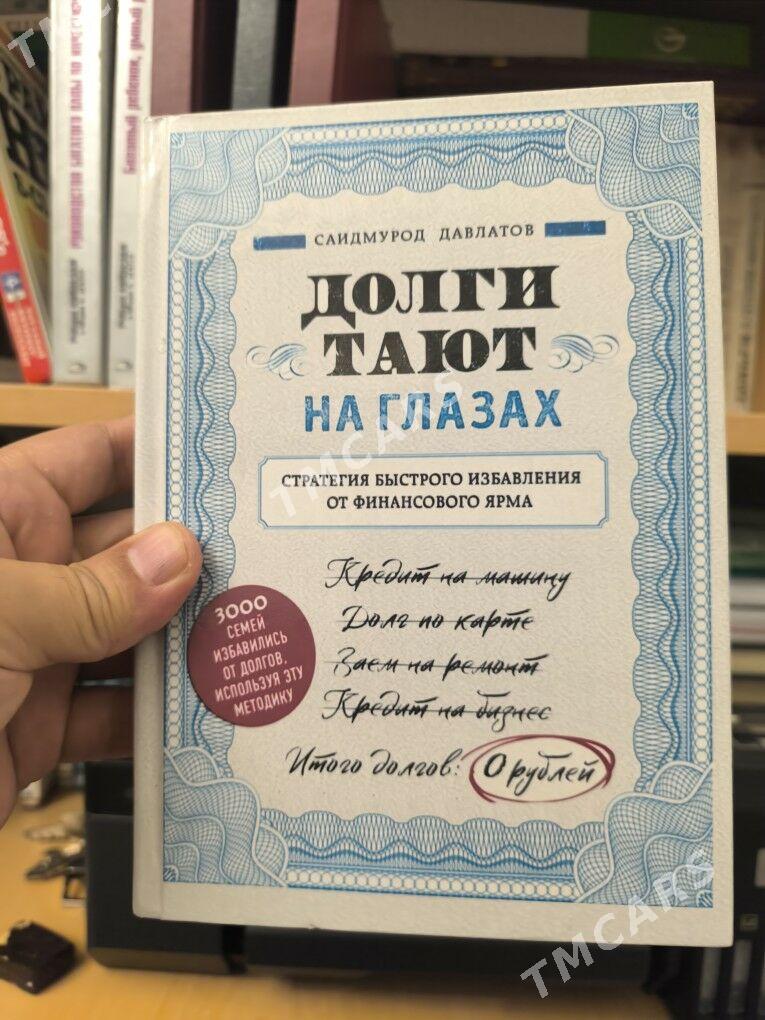 TMCARS
САИДМУРОД ДАВЛАТОВ
ДОЛГИ
ТАЮТ
НА ГЛАЗАХ
TMCARS
СТРАТЕГИЯ БЫСТРОГО ИЗБАВЛЕНИЯ
ОТ ФИНАНСОВОГО ЯРМА
Кредит на машину
Долг по карте
Заем на ремонт
Кредит на бизнес
Итого долгов: 0 рублей
3000
СЕМЕЙ
ИЗБАВИЛИСЬ
ОТ ДОЛГОВ,
ИСПОЛЬЗУЯ ЭТУ
МЕТОДИКУ
TMCARS